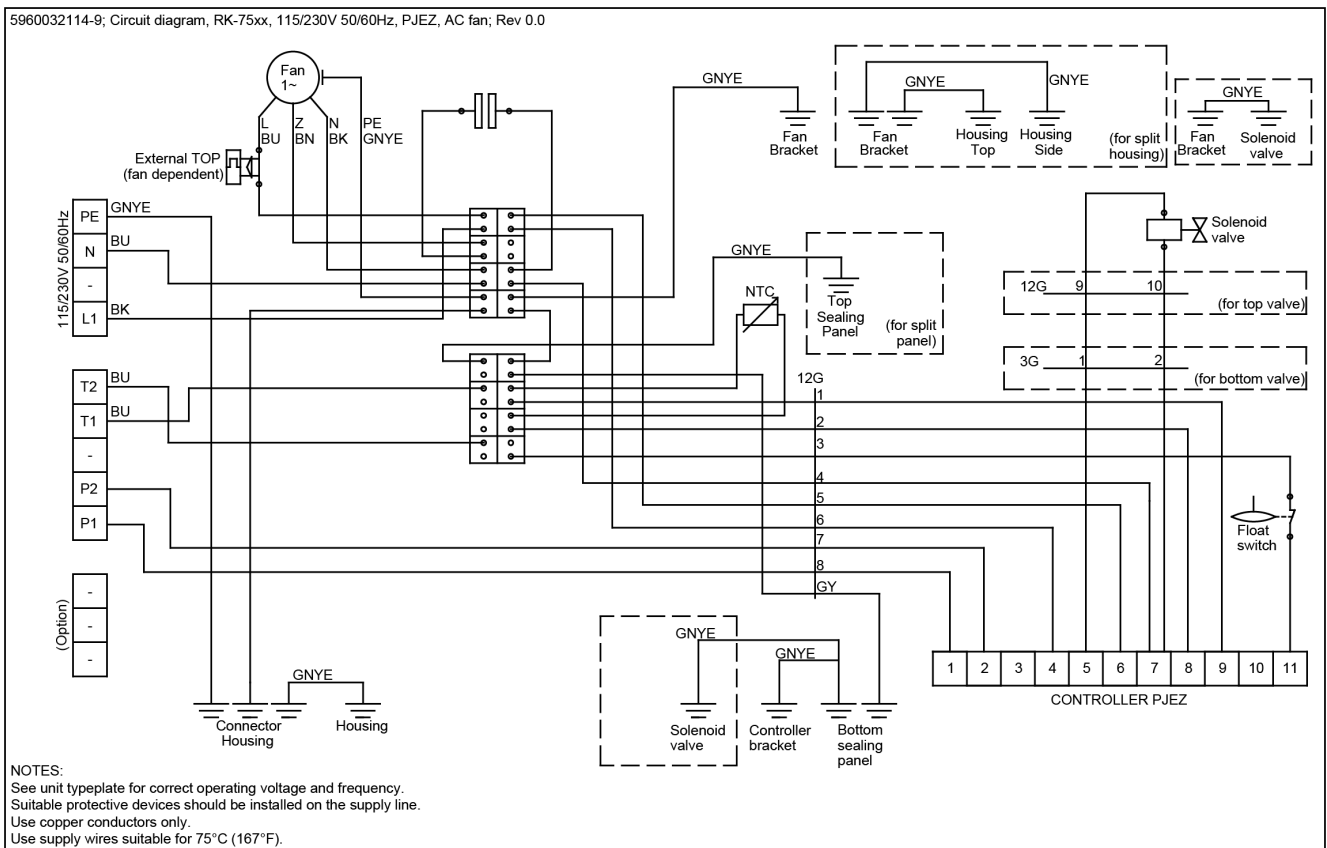 5960032114-9; Circuit diagram, RK-75xx, 115/230V 50/60Hz, PJEZ, AC fan; Rev 0.0
Fan
1~
L
BU
Z
BN
N
BK
PE
GNYE
External TOP
(fan dependent)
GNYE
Fan
Bracket
GNYE
GNYE
Fan
Bracket
Housing
Top
Housing
Side
(for split
housing)
GNYE
Fan
Bracket
Solenoid
valve
115/230V 50/60Hz
PE
GNYE
N
BU
-
L1
BK
GNYE
NTC
Top
Sealing
Panel
(for split
panel)
Solenoid
valve
12G
9
10
(for top valve)
3G
1
2
(for bottom valve)
T2
BU
T1
BU
-
P2
P1
12G
1
2
3
4
5
6
7
8
GY
Float
switch
(Option)
-
-
-
GNYE
Connector
Housing
Housing
GNYE
GNYE
Solenoid
valve
Controller
bracket
Bottom
sealing
panel
1
2
3
4
5
6
7
8
9
10
11
CONTROLLER PJEZ
NOTES:
See unit typeplate for correct operating voltage and frequency.
Suitable protective devices should be installed on the supply line.
Use copper conductors only.
Use supply wires suitable for 75°C (167°F).